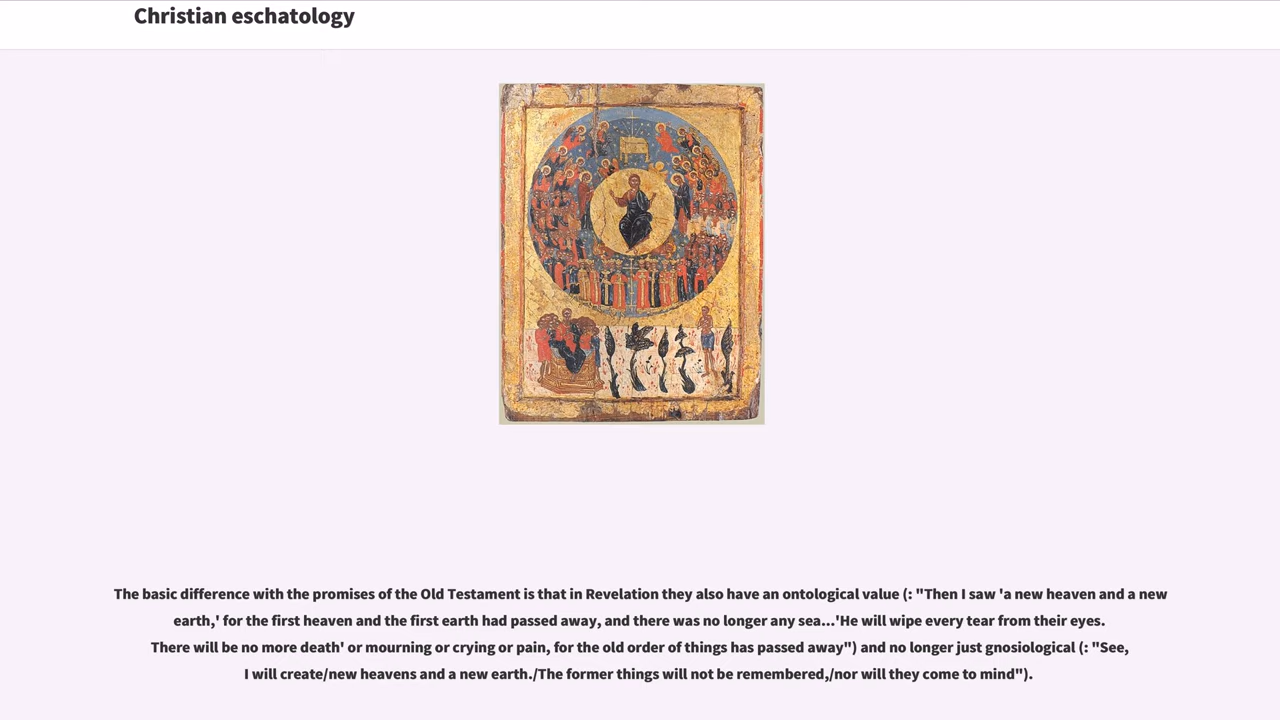 Christian eschatology
The basic difference with the promises of the Old Testament is that in Revelation they also have an ontological value (: "Then I saw 'a new heaven and a new
earth,' for the first heaven and the first earth had passed away, and there was no longer any sea...'He will wipe every tear from their eyes.
There will be no more death' or mourning or crying or pain, for the old order of things has passed away") and no longer just gnosiological (: "See,
I will create/new heavens and a new earth./The former things will not be remembered,/nor will they come to mind").